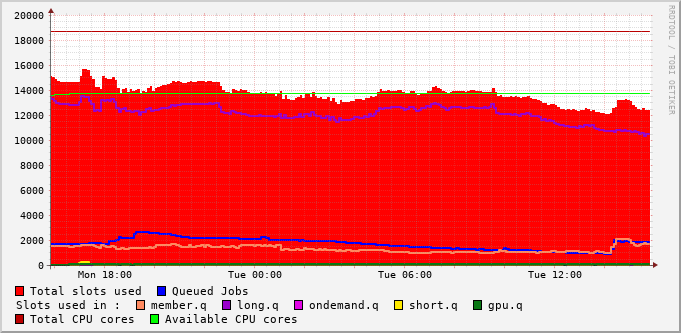 20000
18000
16000
14000
12000
10000
8000
6000
4000
2000
0
Mon 18:00 Tue 00:00 Tue 06:00 Tue 12:00
Total slots used Queued Jobs
Slots used in : member.q long.q ondemand.q short.q gpu.q
Total CPU cores Available CPU cores
RRDTOOL / TOBI OETIKER